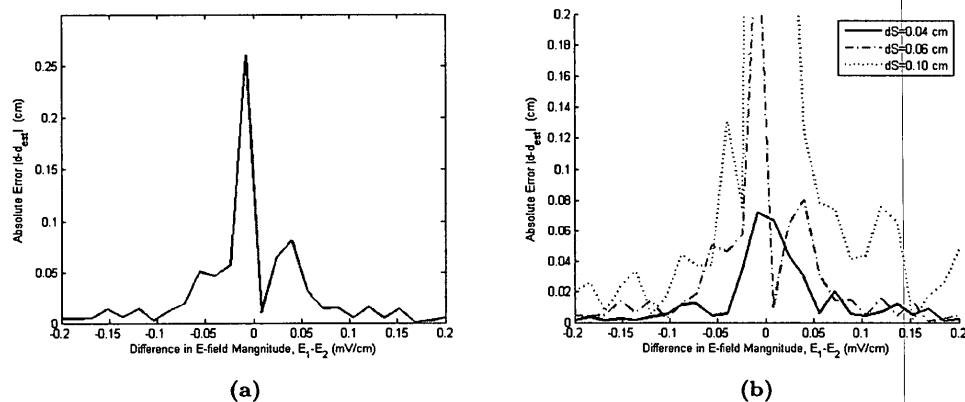 0.25
0.2
0.15
0.1
0.05
0
-0.2 -0.15 -0.1 -0.05 0 0.05 0.1 0.15 0.2
Absolute Error |d-d_est| (cm)
Difference in E-field Mangnitude, E_1-E_2 (mV/cm)
(a)
0.2
0.18
0.16
0.14
0.12
0.1
0.08
0.06
0.04
0.02
0
-0.2 -0.15 -0.1 -0.05 0 0.05 0.1 0.15 0.2
Absolute Error |d-d_est| (cm)
Difference in E-field Mangnitude, E_1-E_2 (mV/cm)
dS=0.04 cm
dS=0.06 cm
dS=0.10 cm
(b)